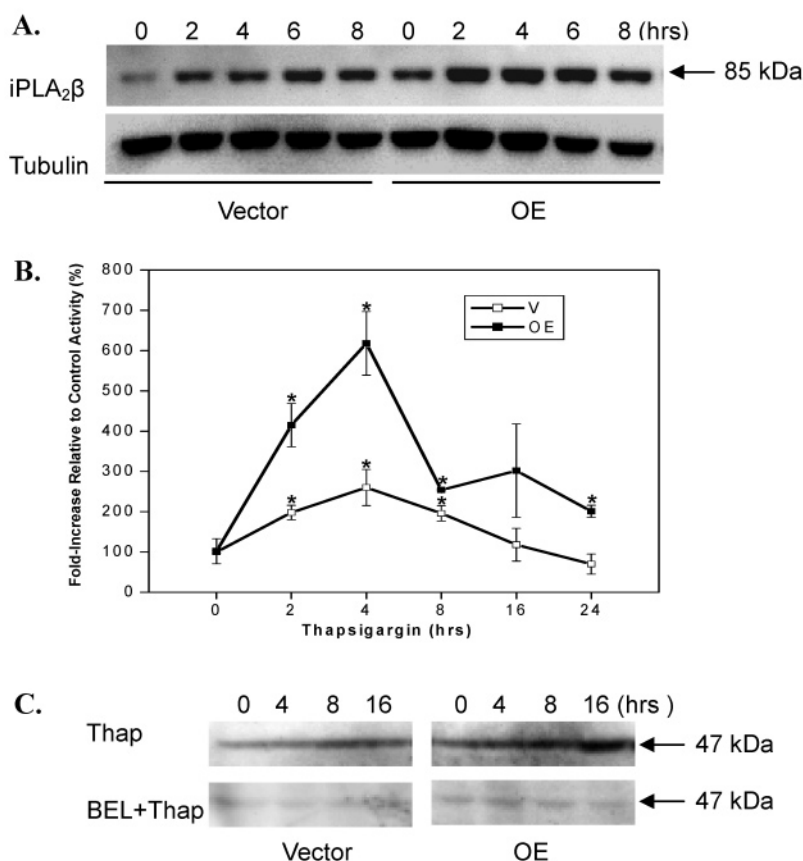 A.
0 2 4 6 8 0 2 4 6 8 (hrs)
iPLA₂β
85 kDa
Tubulin
Vector OE
B.
Fold-Increase Relative to Control Activity (%)
800
700
600
500
400
300
200
100
0
V
OE
* * * * * * *
0 2 4 8 16 24
Thapsigargin (hrs)
C.
0 4 8 16 0 4 8 16 (hrs )
Thap
47 kDa
BEL+Thap
47 kDa
Vector OE